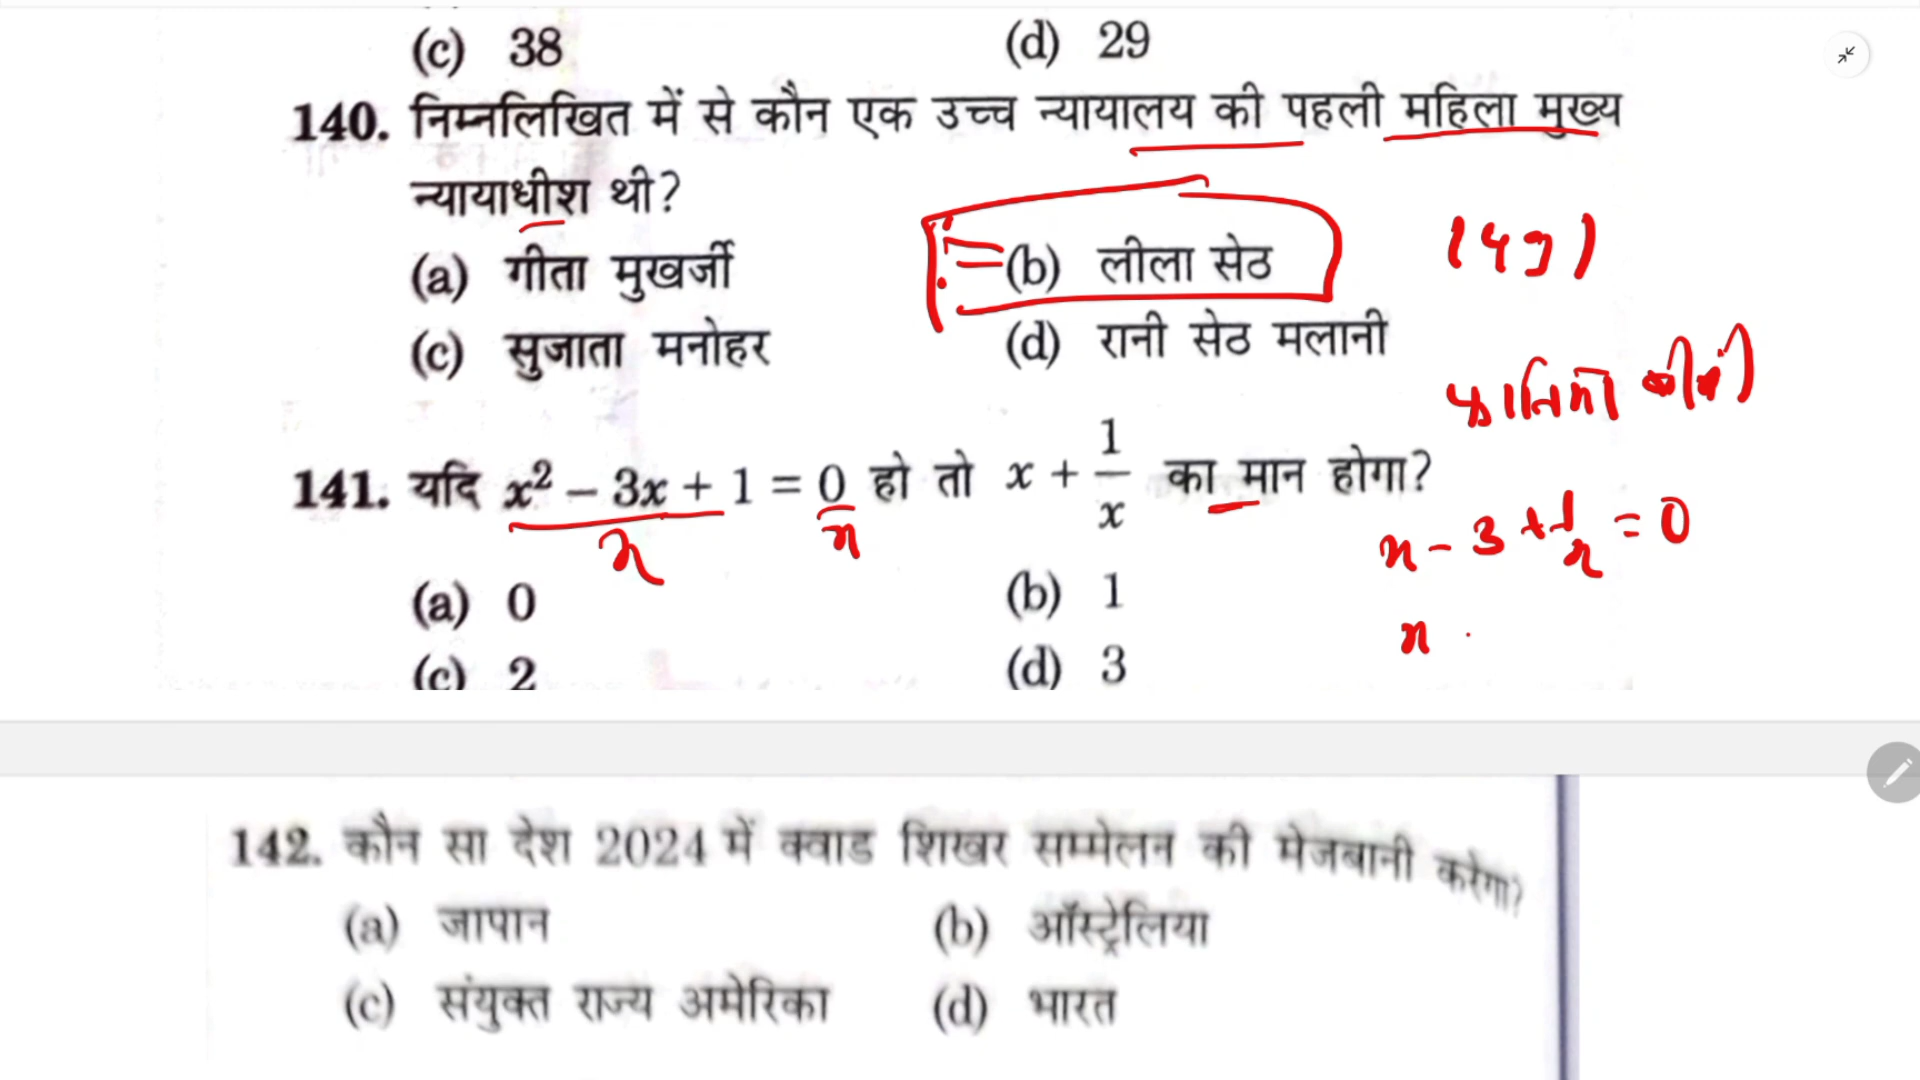 (c) 38 (d) 29
140. निम्नलिखित में से कौन एक उच्च न्यायालय की पहली महिला मुख्य
न्यायाधीश थी?
(a) गीता मुखर्जी (b) लीला सेठ
(c) सुजाता मनोहर (d) रानी सेठ मलानी
141. यदि x² – 3x + 1 = 0 हो तो x + 1/x का मान होगा?
x x
x - 3 + 1/x = 0
(a) 0 (b) 1
x
(c) 2 (d) 3
142. कौन सा देश 2024 में क्वाड शिखर सम्मेलन की मेजबानी करेगा?
(a) जापान (b) ऑस्ट्रेलिया
(c) संयुक्त राज्य अमेरिका (d) भारत